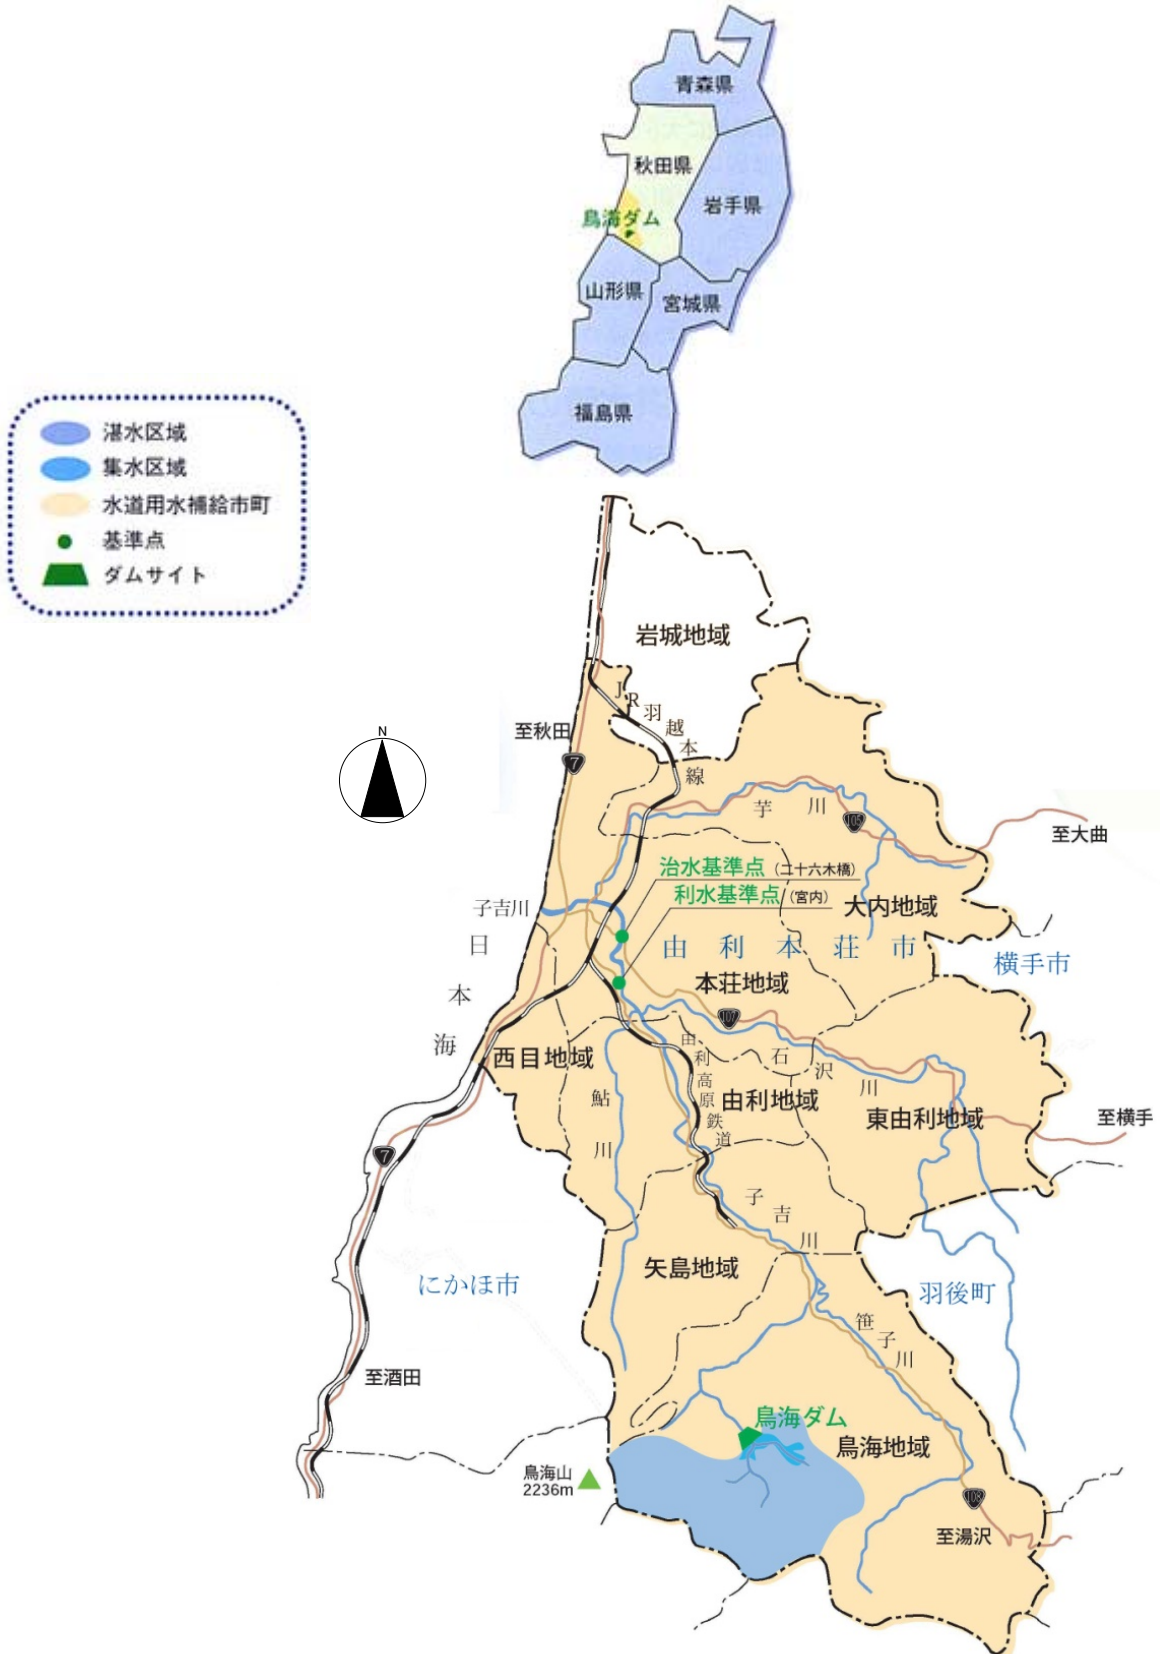 青森県
秋田県
岩手県
鳥海ダム
山形県
宮城県
福島県
湛水区域
集水区域
水道用水補給市町
基準点
ダムサイト
岩城地域
JR羽越本線
至秋田
N
7
芋川
105
至大曲
治水基準点（二十六木橋）
利水基準点（宮内）
大内地域
子吉川
日本海
由利本荘市
横手市
本荘地域
107
西目地域
由利高原鉄道
石沢川
鮎川
由利地域
東由利地域
至横手
7
子吉川
矢島地域
にかほ市
羽後町
笹子川
至酒田
鳥海ダム
鳥海地域
鳥海山
2236m
108
至湯沢